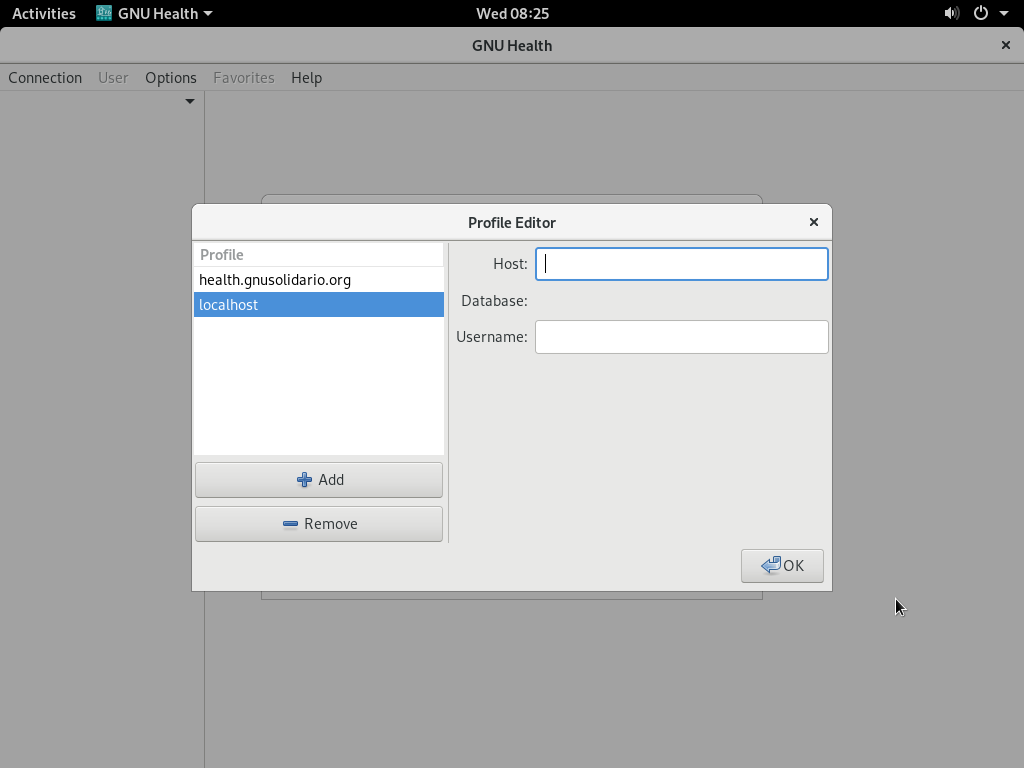 Activities GNU Health Wed 08:25
GNU Health
Connection User Options Favorites Help
Profile Editor
Profile
health.gnusolidario.org
localhost
Add
Remove
Host:
Database:
Username:
OK